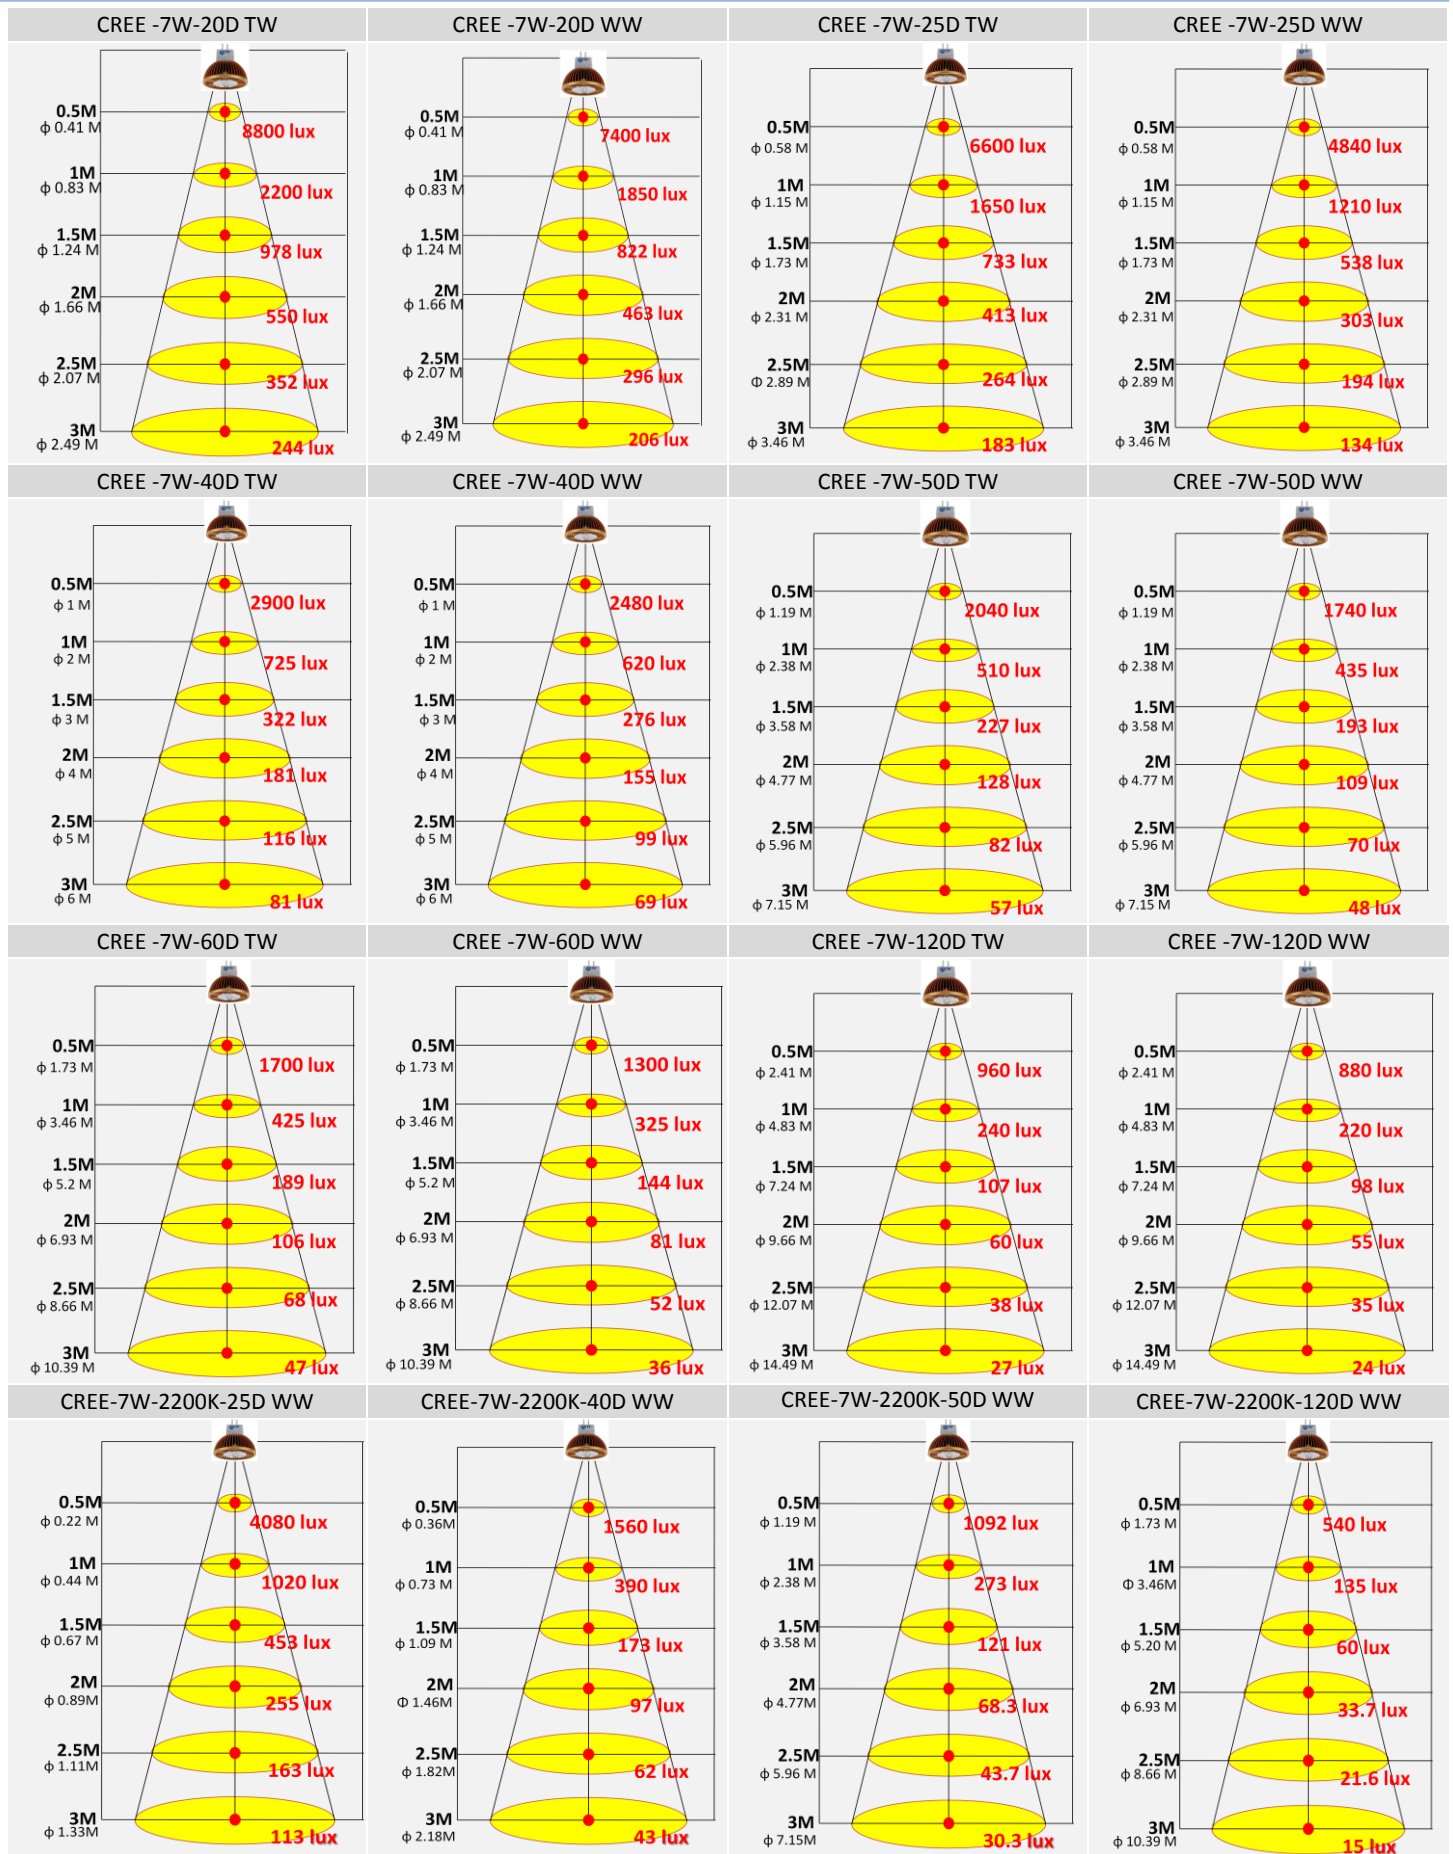 CREE -7W-20D TW
0.5M
ϕ 0.41 M
8800 lux
1M
ϕ 0.83 M
2200 lux
1.5M
ϕ 1.24 M
978 lux
2M
ϕ 1.66 M
550 lux
2.5M
ϕ 2.07 M
352 lux
3M
ϕ 2.49 M
244 lux
CREE -7W-20D WW
0.5M
ϕ 0.41 M
7400 lux
1M
ϕ 0.83 M
1850 lux
1.5M
ϕ 1.24 M
822 lux
2M
ϕ 1.66 M
463 lux
2.5M
ϕ 2.07 M
296 lux
3M
ϕ 2.49 M
206 lux
CREE -7W-25D TW
0.5M
ϕ 0.58 M
6600 lux
1M
ϕ 1.15 M
1650 lux
1.5M
ϕ 1.73 M
733 lux
2M
ϕ 2.31 M
413 lux
2.5M
Φ 2.89 M
264 lux
3M
ϕ 3.46 M
183 lux
CREE -7W-25D WW
0.5M
ϕ 0.58 M
4840 lux
1M
ϕ 1.15 M
1210 lux
1.5M
ϕ 1.73 M
538 lux
2M
ϕ 2.31 M
303 lux
2.5M
ϕ 2.89 M
194 lux
3M
ϕ 3.46 M
134 lux
CREE -7W-40D TW
0.5M
ϕ 1 M
2900 lux
1M
ϕ 2 M
725 lux
1.5M
ϕ 3 M
322 lux
2M
ϕ 4 M
181 lux
2.5M
ϕ 5 M
116 lux
3M
ϕ 6 M
81 lux
CREE -7W-40D WW
0.5M
ϕ 1 M
2480 lux
1M
ϕ 2 M
620 lux
1.5M
ϕ 3 M
276 lux
2M
ϕ 4 M
155 lux
2.5M
ϕ 5 M
99 lux
3M
ϕ 6 M
69 lux
CREE -7W-50D TW
0.5M
ϕ 1.19 M
2040 lux
1M
ϕ 2.38 M
510 lux
1.5M
ϕ 3.58 M
227 lux
2M
ϕ 4.77 M
128 lux
2.5M
ϕ 5.96 M
82 lux
3M
ϕ 7.15 M
57 lux
CREE -7W-50D WW
0.5M
ϕ 1.19 M
1740 lux
1M
ϕ 2.38 M
435 lux
1.5M
ϕ 3.58 M
193 lux
2M
ϕ 4.77 M
109 lux
2.5M
ϕ 5.96 M
70 lux
3M
ϕ 7.15 M
48 lux
CREE -7W-60D TW
0.5M
ϕ 1.73 M
1700 lux
1M
ϕ 3.46 M
425 lux
1.5M
ϕ 5.2 M
189 lux
2M
ϕ 6.93 M
106 lux
2.5M
ϕ 8.66 M
68 lux
3M
ϕ 10.39 M
47 lux
CREE -7W-60D WW
0.5M
ϕ 1.73 M
1300 lux
1M
ϕ 3.46 M
325 lux
1.5M
ϕ 5.2 M
144 lux
2M
ϕ 6.93 M
81 lux
2.5M
ϕ 8.66 M
52 lux
3M
ϕ 10.39 M
36 lux
CREE -7W-120D TW
0.5M
ϕ 2.41 M
960 lux
1M
ϕ 4.83 M
240 lux
1.5M
ϕ 7.24 M
107 lux
2M
ϕ 9.66 M
60 lux
2.5M
ϕ 12.07 M
38 lux
3M
ϕ 14.49 M
27 lux
CREE -7W-120D WW
0.5M
ϕ 2.41 M
880 lux
1M
ϕ 4.83 M
220 lux
1.5M
ϕ 7.24 M
98 lux
2M
ϕ 9.66 M
55 lux
2.5M
ϕ 12.07 M
35 lux
3M
ϕ 14.49 M
24 lux
CREE-7W-2200K-25D WW
0.5M
ϕ 0.22 M
4080 lux
1M
ϕ 0.44 M
1020 lux
1.5M
ϕ 0.67 M
453 lux
2M
ϕ 0.89M
255 lux
2.5M
ϕ 1.11M
163 lux
3M
ϕ 1.33M
113 lux
CREE-7W-2200K-40D WW
0.5M
ϕ 0.36M
1560 lux
1M
ϕ 0.73 M
390 lux
1.5M
ϕ 1.09 M
173 lux
2M
Φ 1.46M
97 lux
2.5M
ϕ 1.82M
62 lux
3M
ϕ 2.18M
43 lux
CREE-7W-2200K-50D WW
0.5M
ϕ 1.19 M
1092 lux
1M
ϕ 2.38 M
273 lux
1.5M
ϕ 3.58 M
121 lux
2M
ϕ 4.77M
68.3 lux
2.5M
ϕ 5.96 M
43.7 lux
3M
ϕ 7.15M
30.3 lux
CREE-7W-2200K-120D WW
0.5M
ϕ 1.73 M
540 lux
1M
Φ 3.46M
135 lux
1.5M
ϕ 5.20 M
60 lux
2M
ϕ 6.93 M
33.7 lux
2.5M
ϕ 8.66 M
21.6 lux
3M
ϕ 10.39 M
15 lux